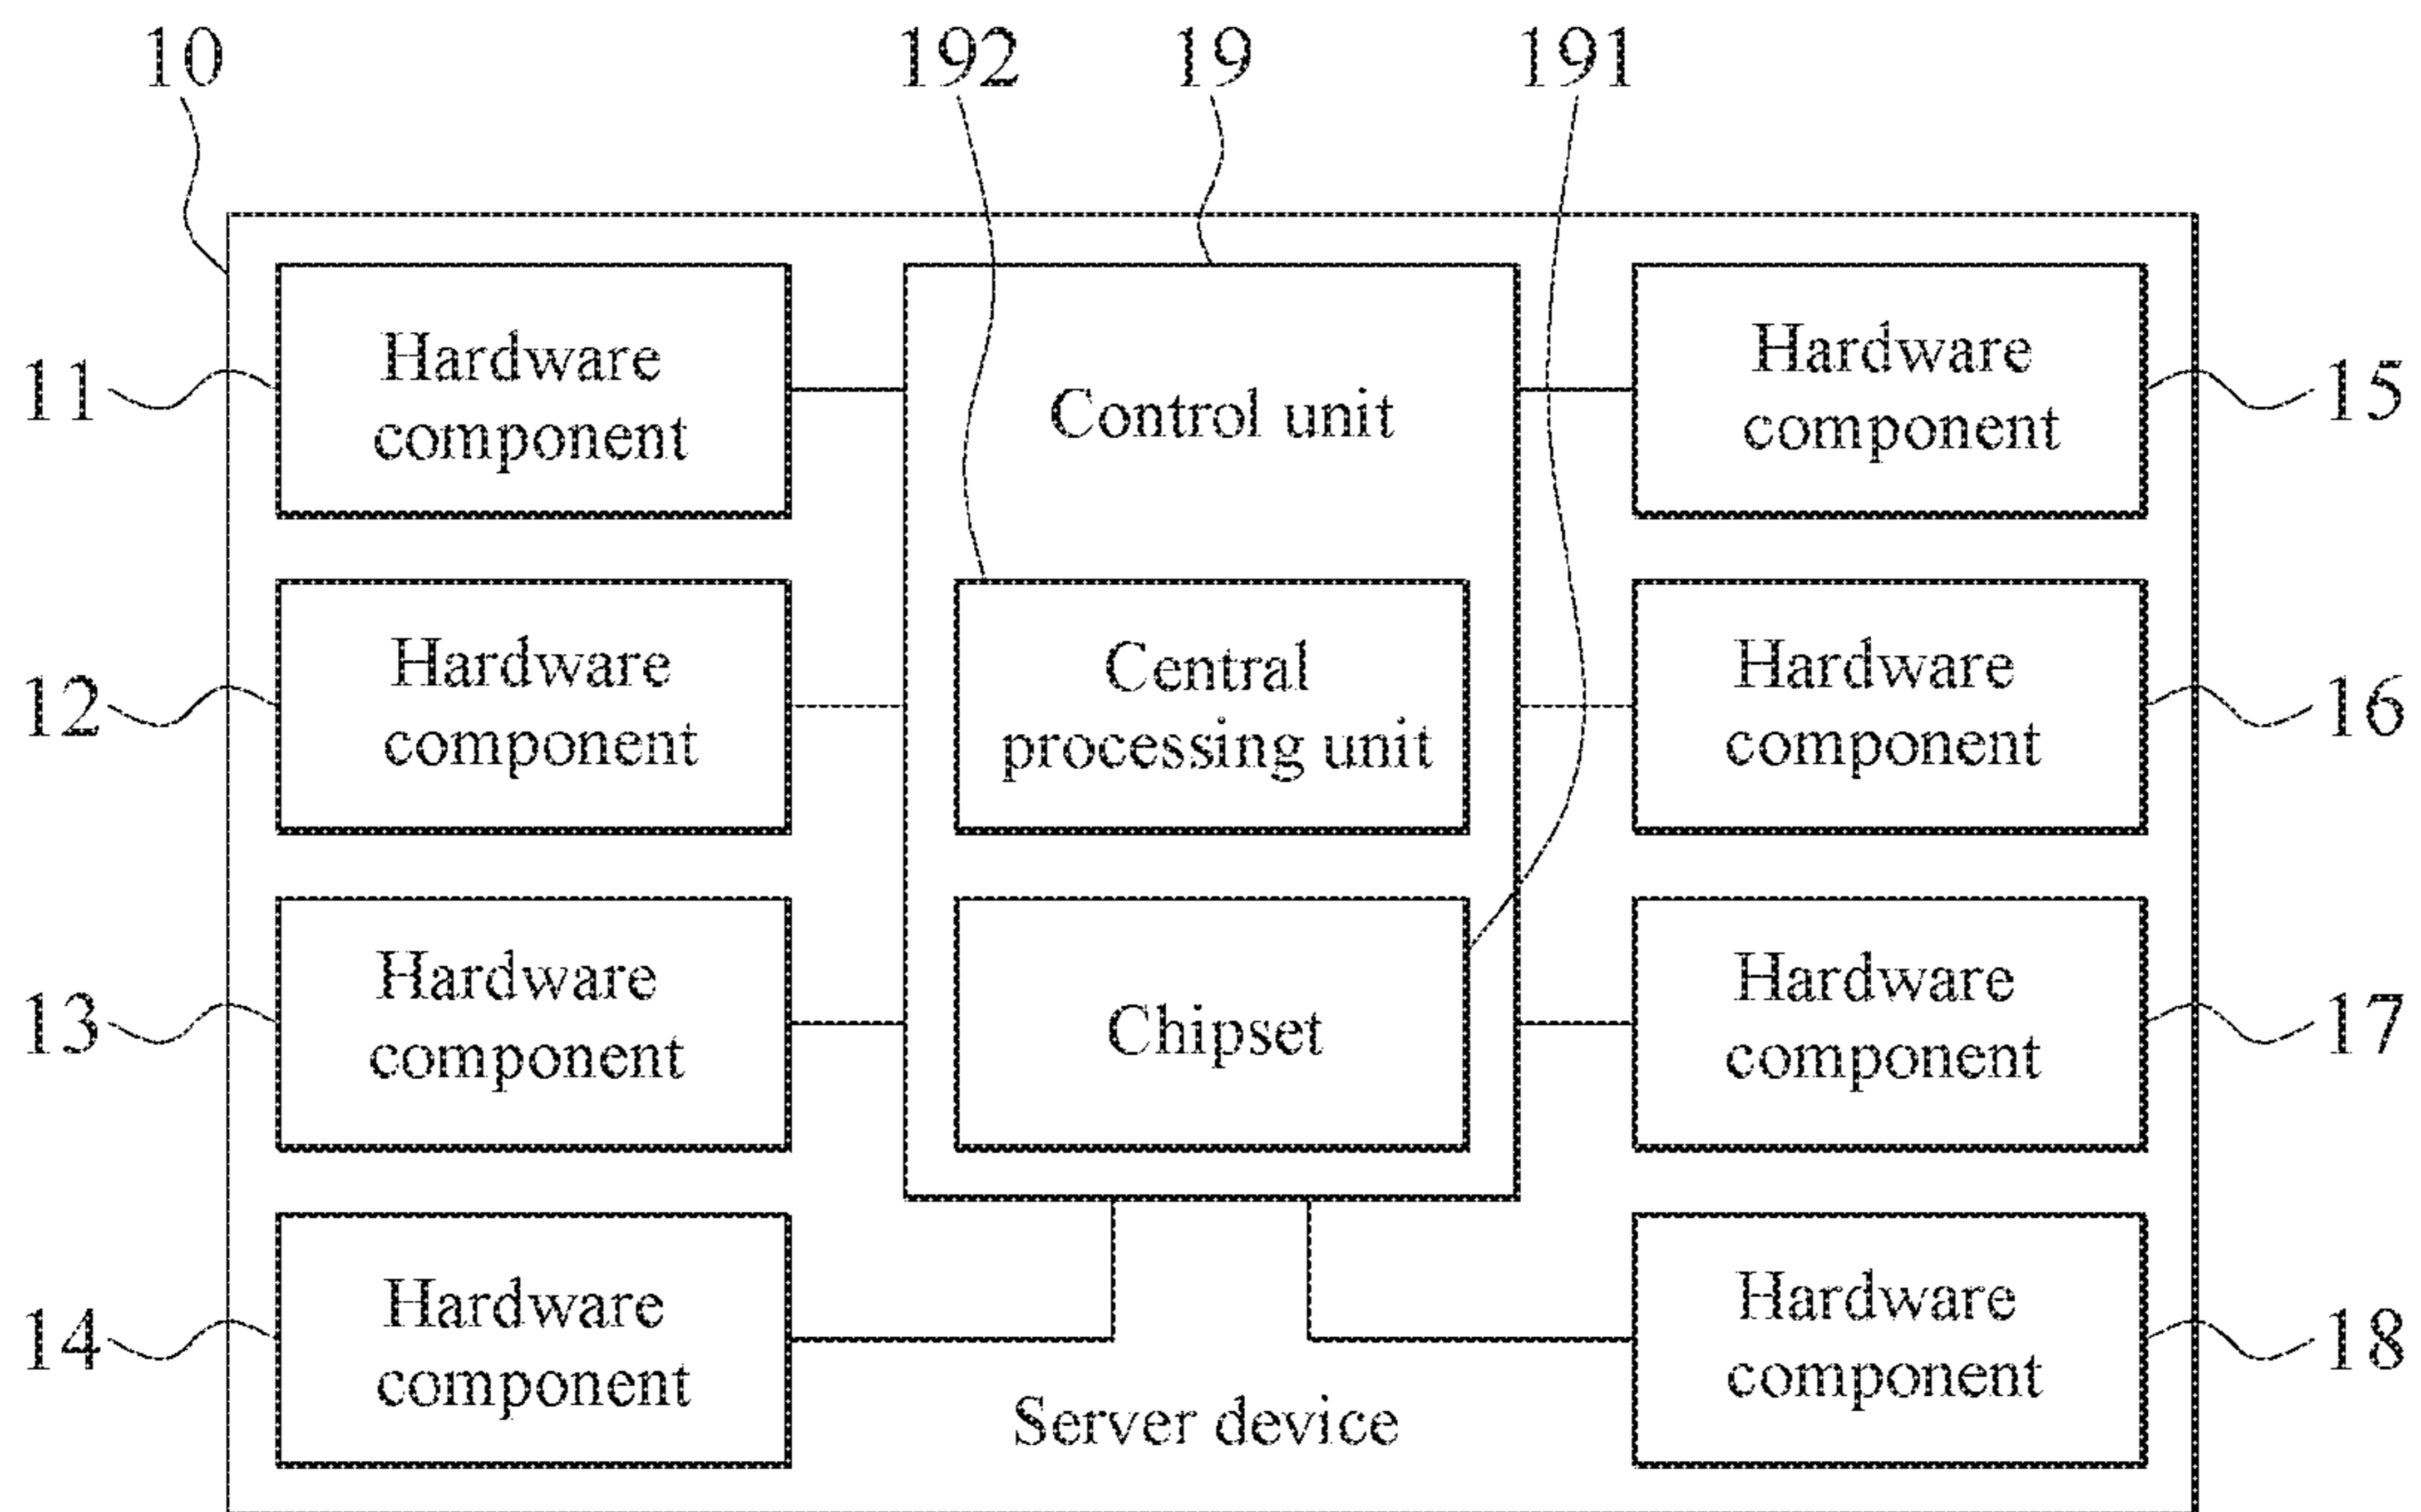 10
192
19
191
11
Hardware
component
Control unit
Hardware
component
15
12
Hardware
component
Central
processing unit
Hardware
component
16
13
Hardware
component
Chipset
Hardware
component
17
14
Hardware
component
Server device
Hardware
component
18